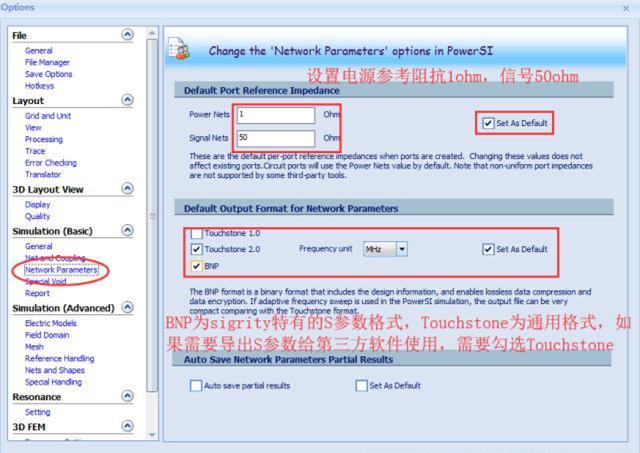 Options
File
General
File Manager
Save Options
Hotkeys
Layout
Grid and Unit
View
Processing
Trace
Error Checking
Translator
3D Layout View
Display
Quality
Simulation (Basic)
General
Net and Coupling
Network Parameters
Special Void
Report
Simulation (Advanced)
Electric Models
Field Domain
Mesh
Reference Handling
Nets and Shapes
Special Handling
Resonance
Setting
3D FEM
Change the 'Network Parameters' options in PowerSI
设置电源参考阻抗1ohm，信号50ohm
Default Port Reference Impedance
Power Nets 1 Ohm
Set As Default
Signal Nets 50 Ohm
These are the default per-port reference impedances when ports are created. Changing these values does not
affect existing ports.Circuit ports will use the Power Nets value by default. Note that non-uniform port impedances
are not supported by some third-party tools.
Default Output Format for Network Parameters
Touchstone 1.0
Touchstone 2.0 Frequency unit MHz Set As Default
BNP
The BNP format is a binary format that includes the design information, and enables lossless data compression and
data encryption. If adaptive frequency sweep is used in the PowerSI simulation, the output file can be very
compact comparing with the Touchstone format.
BNP为sigrity特有的S参数格式，Touchstone为通用格式，如
果需要导出S参数给第三方软件使用，需要勾选Touchstone
Auto Save Network Parameters Partial Results
Auto save partial results Set As Default